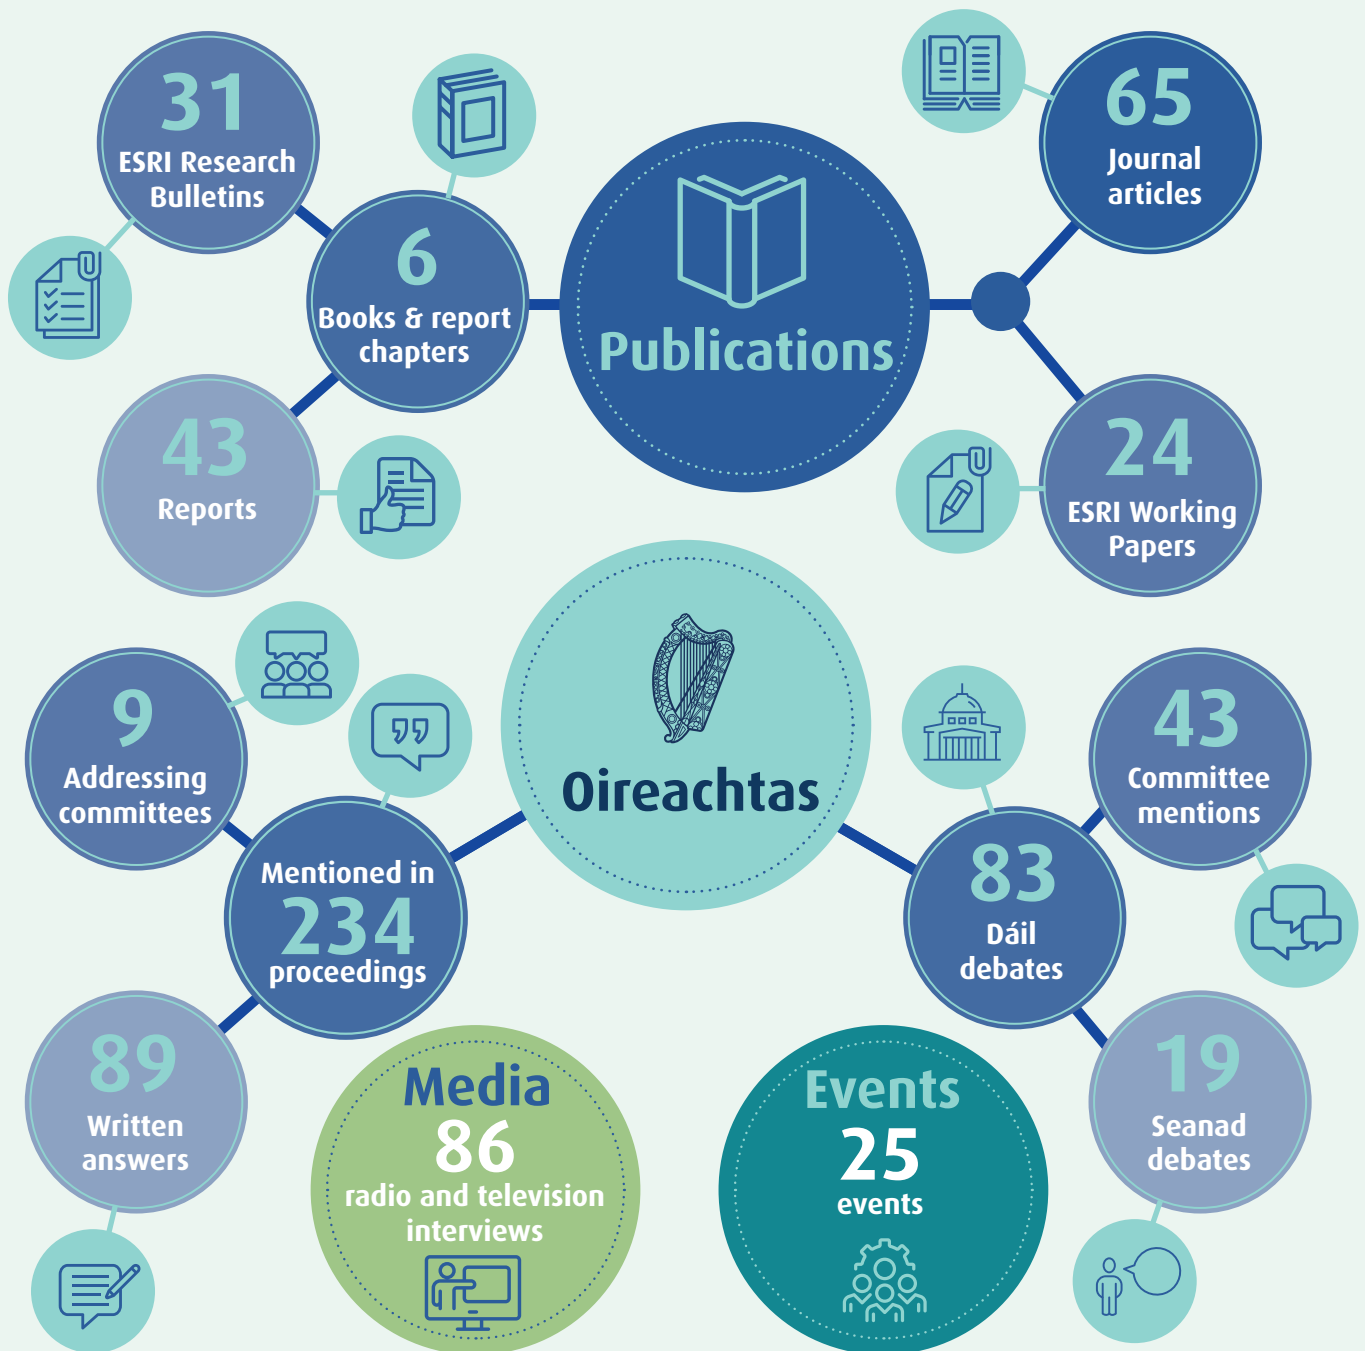 31
ESRI Research
Bulletins
6
Books & report
chapters
43
Reports
Publications
65
Journal
articles
24
ESRI Working
Papers
Oireachtas
9
Addressing
committees
Mentioned in
234
proceedings
89
Written
answers
43
Committee
mentions
83
Dáil
debates
19
Seanad
debates
Media
86
radio and television
interviews
Events
25
events